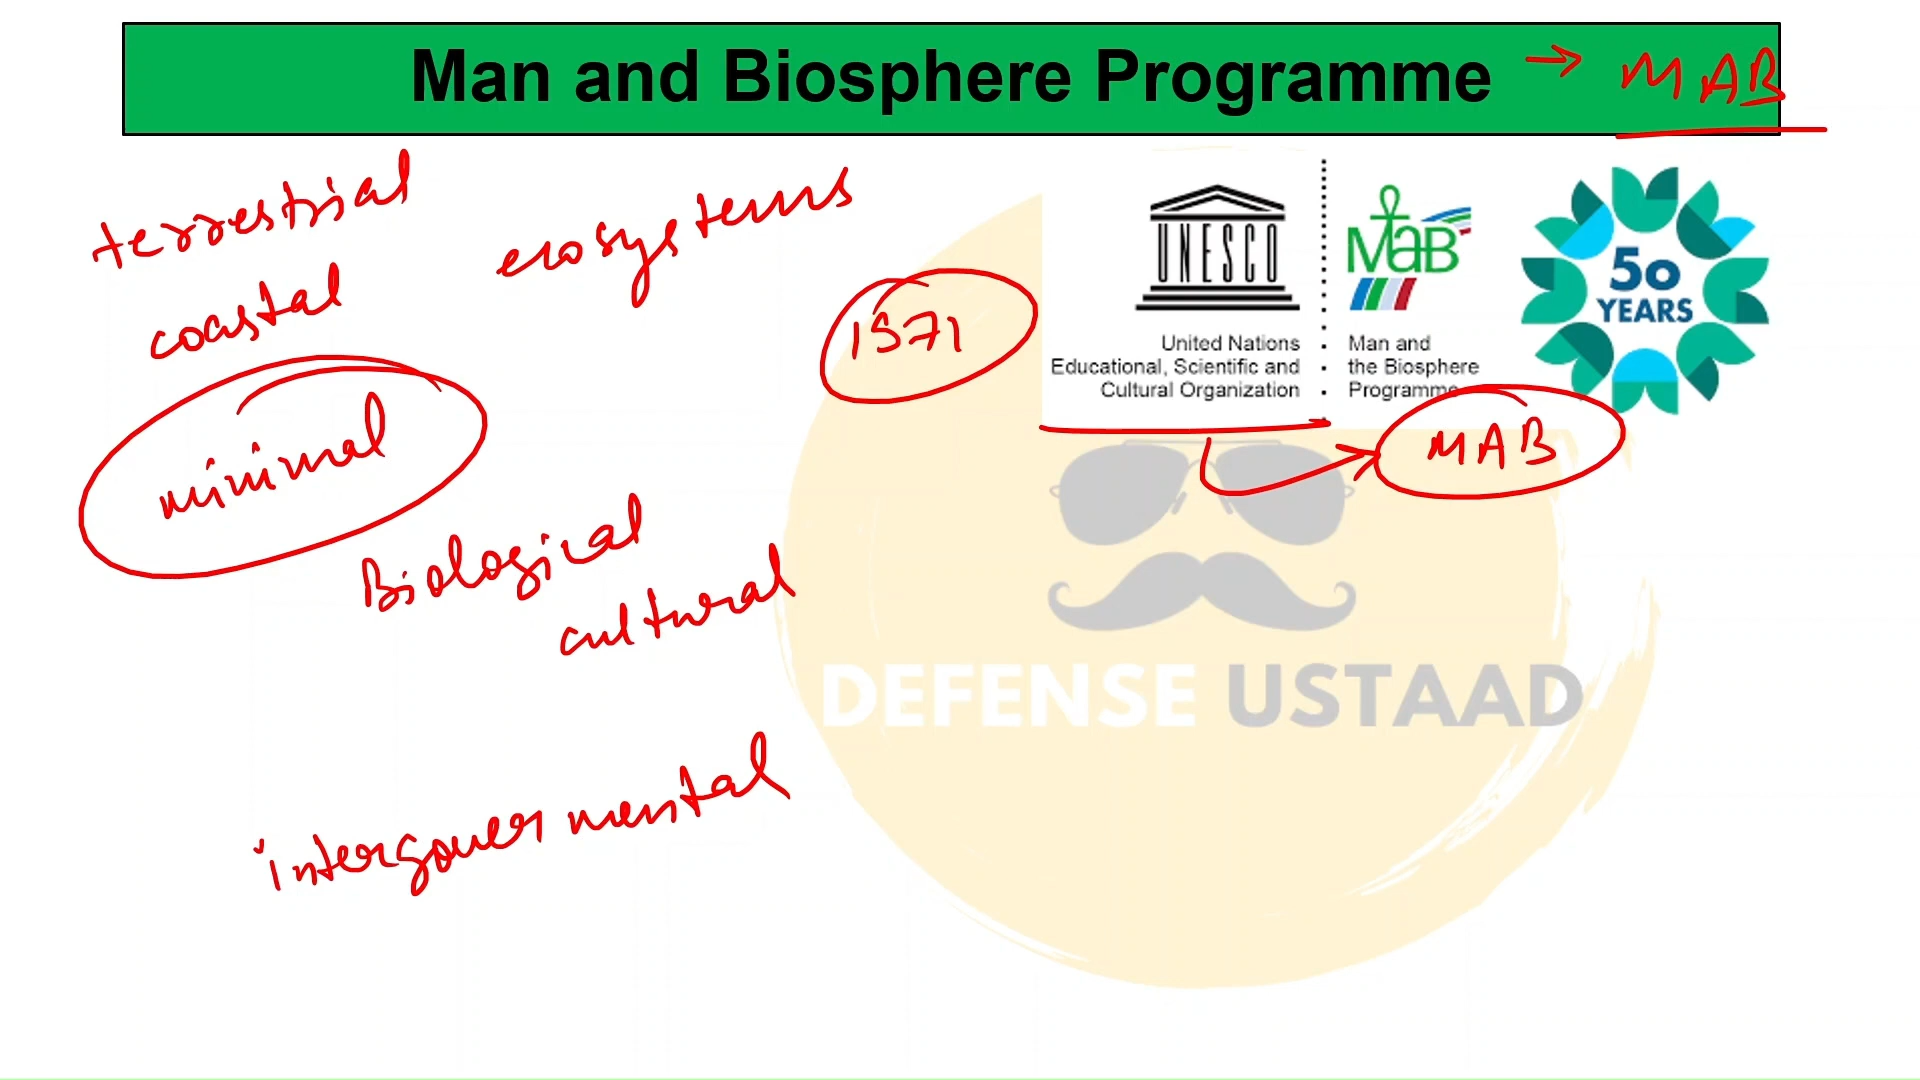 Man and Biosphere Programme → MAB
terrestrial
ecosystems
coastal
1971
minimal
Biological
cultural
intergovernmental
UNESCO
United Nations
Educational, Scientific and
Cultural Organization
MaB
Man and
the Biosphere
Programme
50
YEARS
MAB
DEFENSE USTAAD